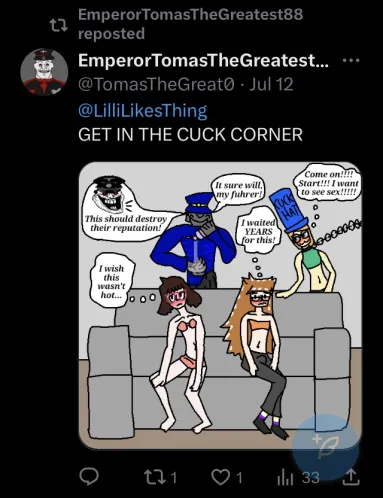 EmperorTomasTheGreatest88
reposted
EmperorTomasTheGreatest...
@TomasTheGreat0 · Jul 12
@LilliLikesThing
GET IN THE CUCK CORNER
This should destroy
their reputation!
It sure will,
my fuhrer!
Come on!!!!
Start!!! I want
to see sex!!!!!
CUCK
HAT
I waited
YEARS
for this!
I wish
this
wasn't
hot...
1
1
33